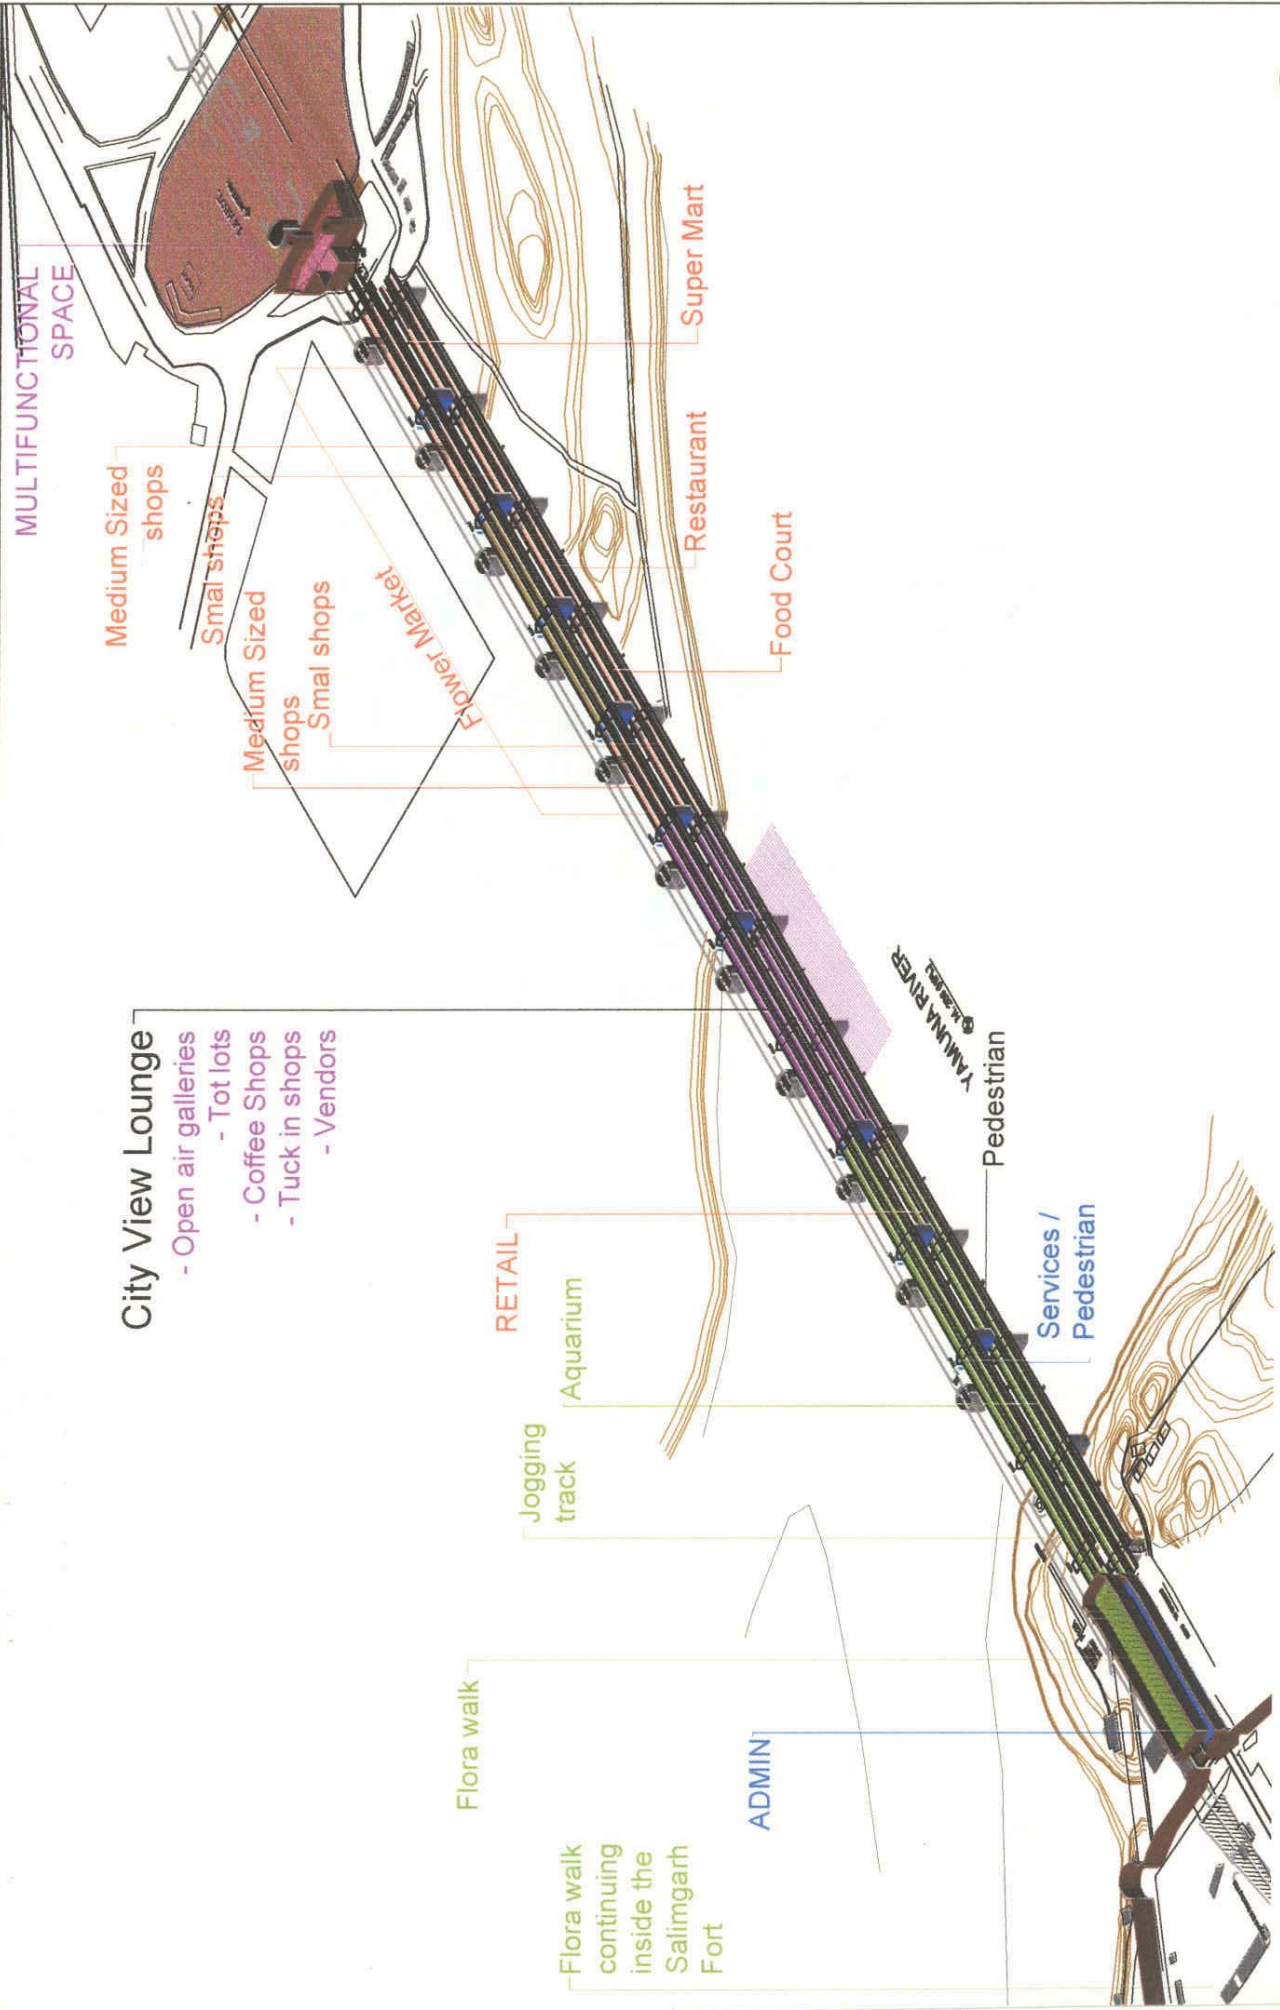 MULTIFUNCTIONAL
SPACE
Medium Sized
shops
Smal shops
Medium Sized
shops
Smal shops
Flower Market
Super Mart
Restaurant
Food Court
City View Lounge
- Open air galleries
- Tot lots
- Coffee Shops
- Tuck in shops
- Vendors
YAMUNA RIVER
Pedestrian
Services /
Pedestrian
RETAIL
Aquarium
Jogging
track
Flora walk
ADMIN
Flora walk
continuing
inside the
Salimgarh
Fort